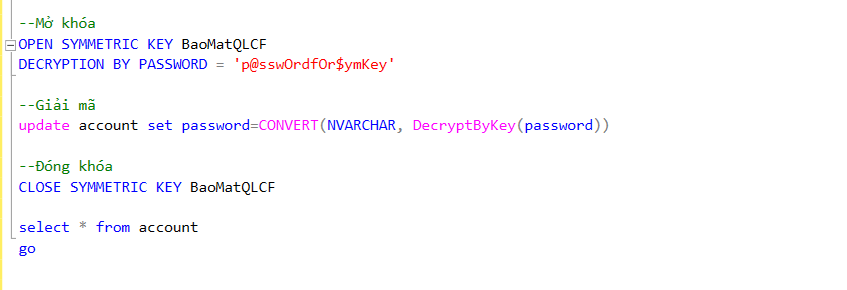 --Mở khóa
OPEN SYMMETRIC KEY BaoMatQLCF
DECRYPTION BY PASSWORD = 'p@sswOrdfOr$ymKey'
--Giải mã
update account set password=CONVERT(NVARCHAR, DecryptByKey(password))
--Đóng khóa
CLOSE SYMMETRIC KEY BaoMatQLCF
select * from account
go